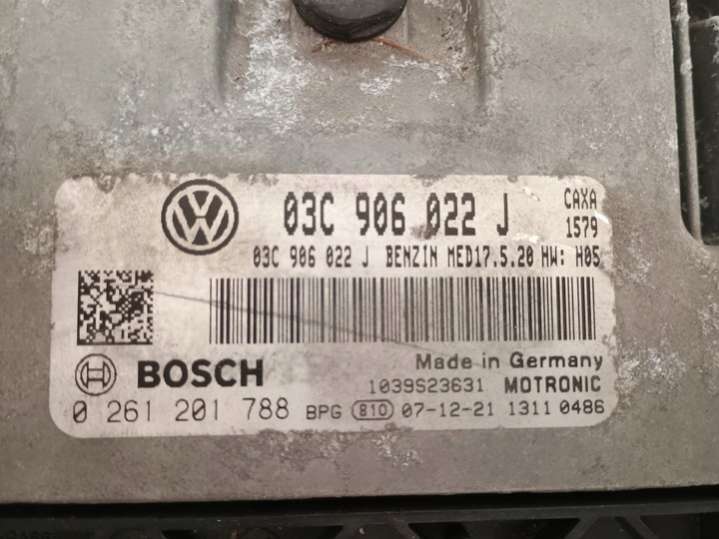 03C 906 022 J
CAXA
1579
03C 906 022 J BENZIN MED17.5.20 HW: H05
BOSCH
Made in Germany
1039S23631 MOTRONIC
0 261 201 788 BPG 810 07-12-21 1311 0486